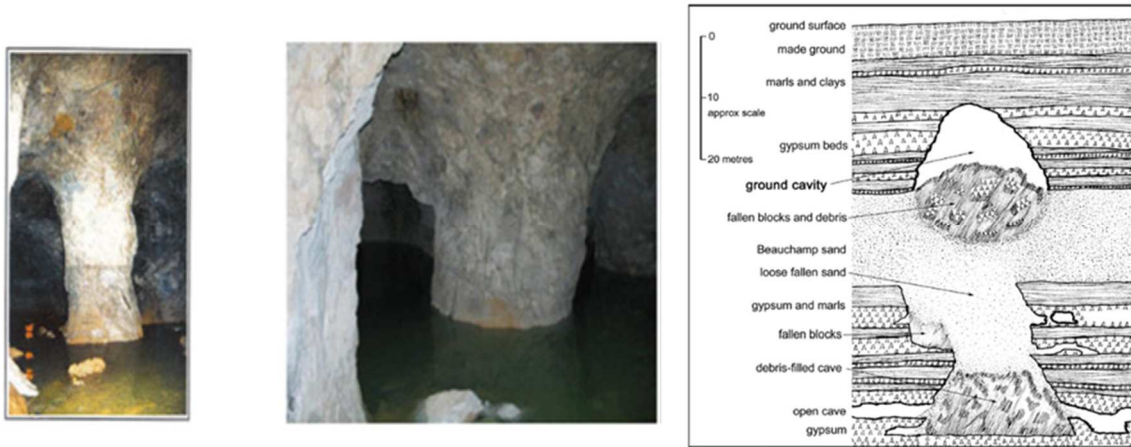 ground surface
0
made ground
marls and clays
10
approx scale
gypsum beds
20 metres
ground cavity
fallen blocks and debris
Beauchamp sand
loose fallen sand
gypsum and marls
fallen blocks
debris-filled cave
open cave
gypsum